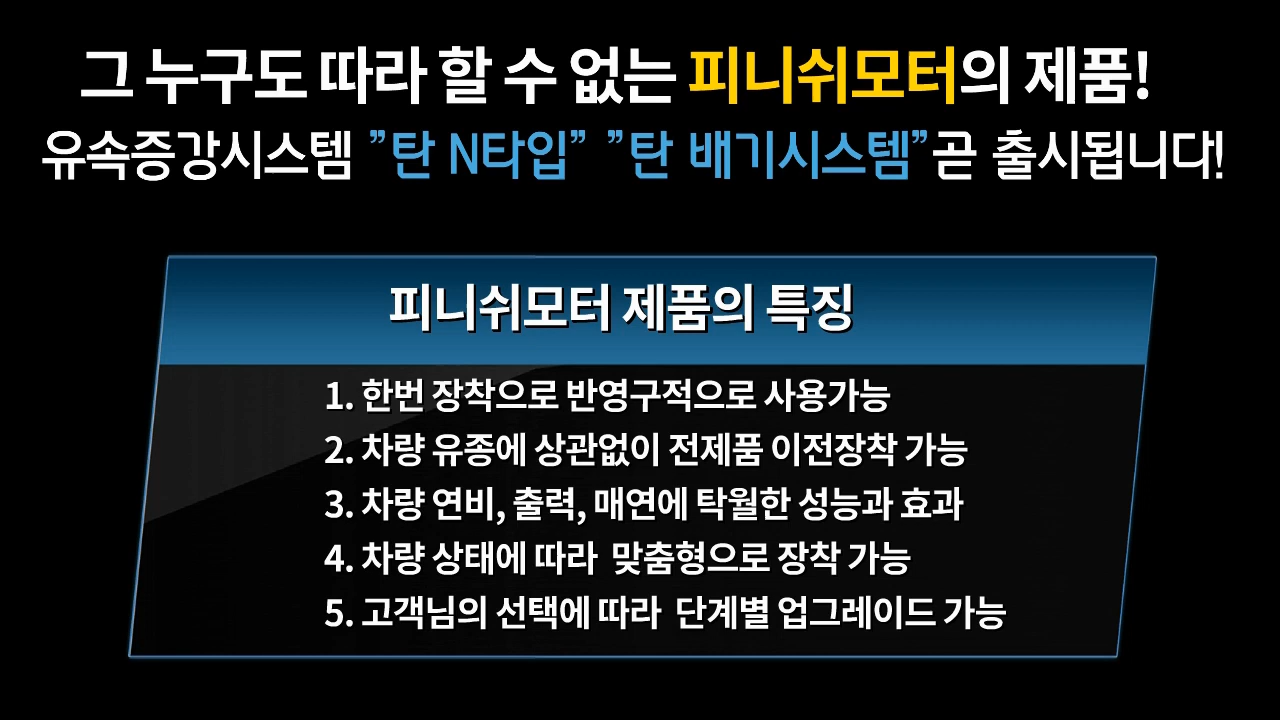 그 누구도 따라 할 수 없는 피니쉬모터의 제품!
유속증강시스템 ”탄 N타입” ”탄 배기시스템”곧 출시됩니다!
피니쉬모터 제품의 특징
1. 한번 장착으로 반영구적으로 사용가능
2. 차량 유종에 상관없이 전제품 이전장착 가능
3. 차량 연비, 출력, 매연에 탁월한 성능과 효과
4. 차량 상태에 따라 맞춤형으로 장착 가능
5. 고객님의 선택에 따라 단계별 업그레이드 가능